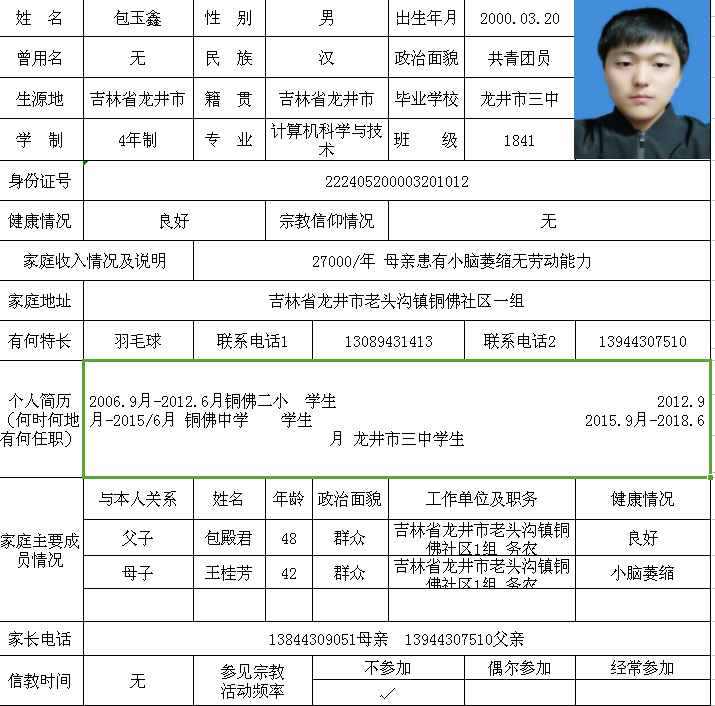 姓 名 包玉鑫 性 别 男 出生年月 2000.03.20
曾用名 无 民 族 汉 政治面貌 共青团员
生源地 吉林省龙井市 籍 贯 吉林省龙井市 毕业学校 龙井市三中
学 制 4年制 专 业 计算机科学与技术 班 级 1841
身份证号 222405200003201012
健康情况 良好 宗教信仰情况 无
家庭收入情况及说明 27000/年 母亲患有小脑萎缩无劳动能力
家庭地址 吉林省龙井市老头沟镇铜佛社区一组
有何特长 羽毛球 联系电话1 13089431413 联系电话2 13944307510
个人简历
（何时何地
有何任职）
2006.9月-2012.6月铜佛二小 学生 2012.9
月-2015/6月 铜佛中学 学生 2015.9月-2018.6
月 龙井市三中学生
家庭主要成
员情况
与本人关系 姓名 年龄 政治面貌 工作单位及职务 健康情况
父子 包殿君 48 群众 吉林省龙井市老头沟镇铜佛社区1组 务农 良好
母子 王桂芳 42 群众 吉林省龙井市老头沟镇铜佛社区1组 务农 小脑萎缩
家长电话 13844309051母亲 13944307510父亲
信教时间 无 参见宗教
活动频率
不参加 偶尔参加 经常参加
✓